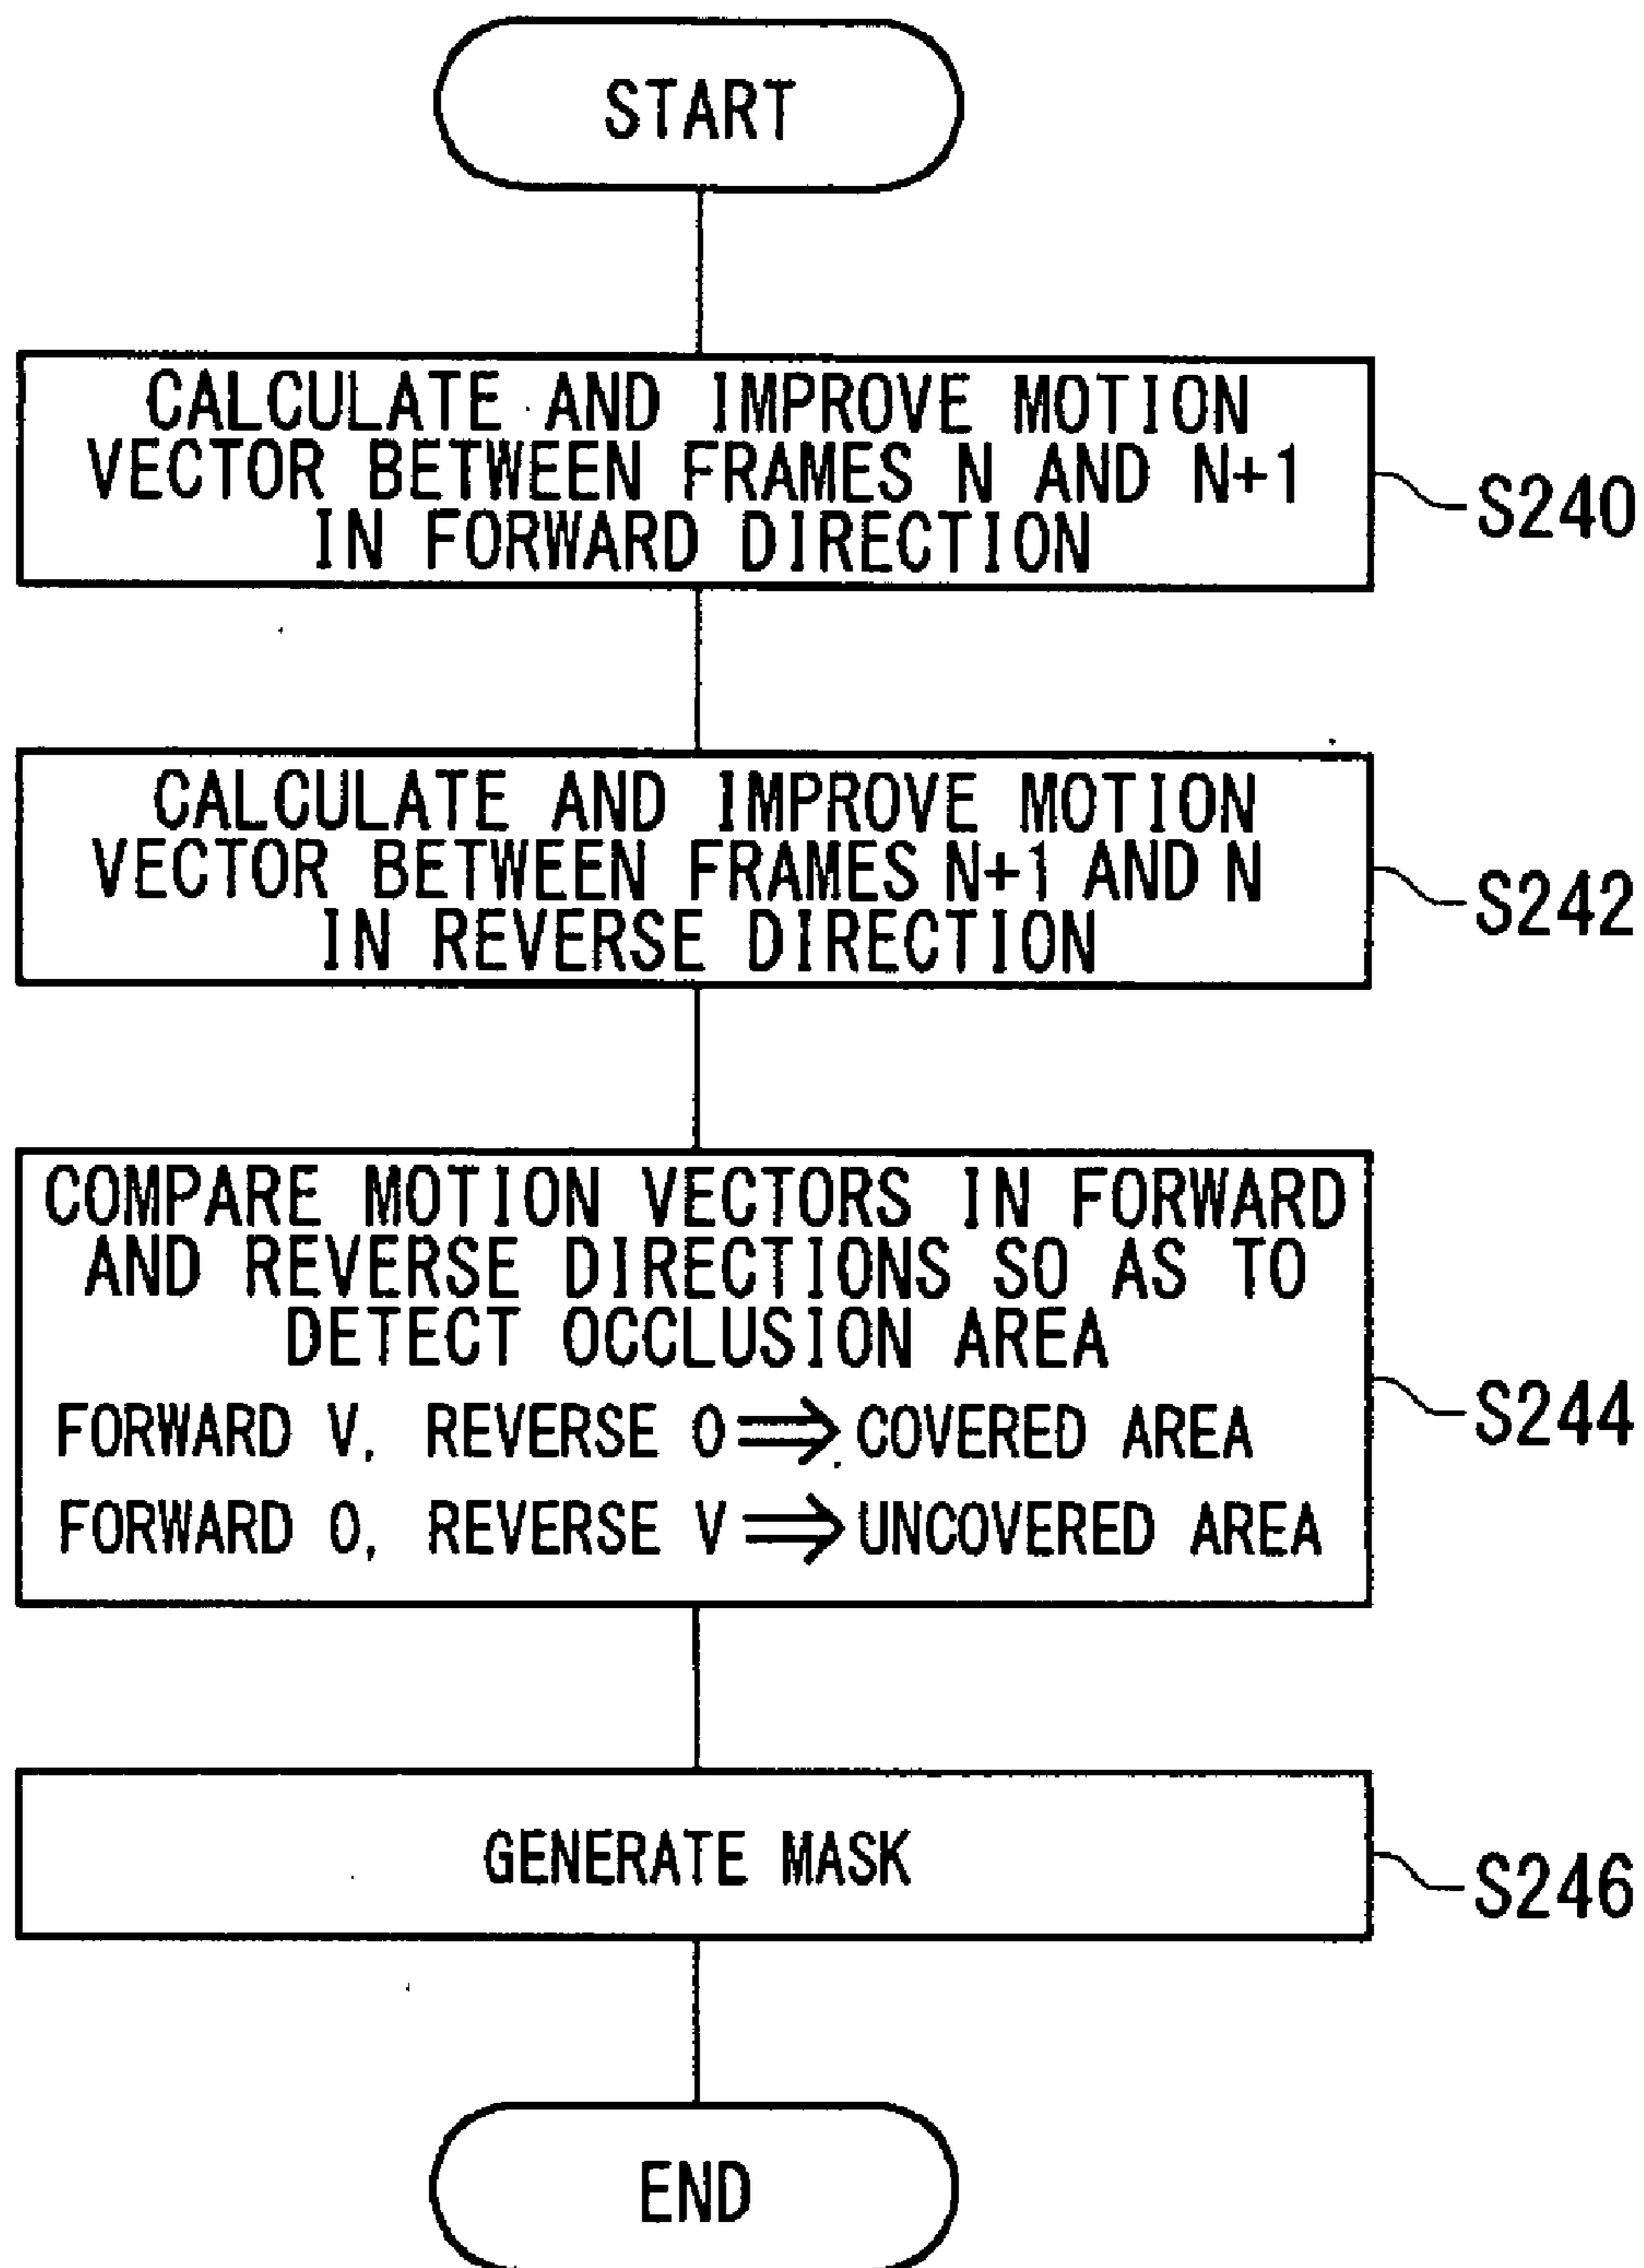 START
CALCULATE AND IMPROVE MOTION
VECTOR BETWEEN FRAMES N AND N+1
IN FORWARD DIRECTION
S240
CALCULATE AND IMPROVE MOTION
VECTOR BETWEEN FRAMES N+1 AND N
IN REVERSE DIRECTION
S242
COMPARE MOTION VECTORS IN FORWARD
AND REVERSE DIRECTIONS SO AS TO
DETECT OCCLUSION AREA
FORWARD V, REVERSE 0⇒COVERED AREA
FORWARD 0, REVERSE V⇒UNCOVERED AREA
S244
GENERATE MASK
S246
END